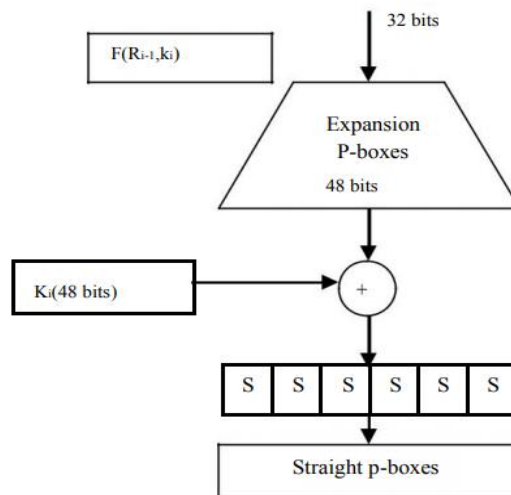 32 bits
F(Ri-1,ki)
Expansion
P-boxes
48 bits
Ki(48 bits)
+
S S S S S S
Straight p-boxes